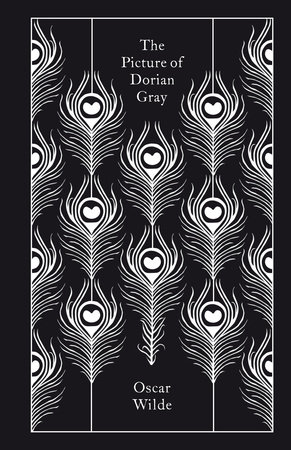 The
Picture of
Dorian
Gray
Oscar
Wilde